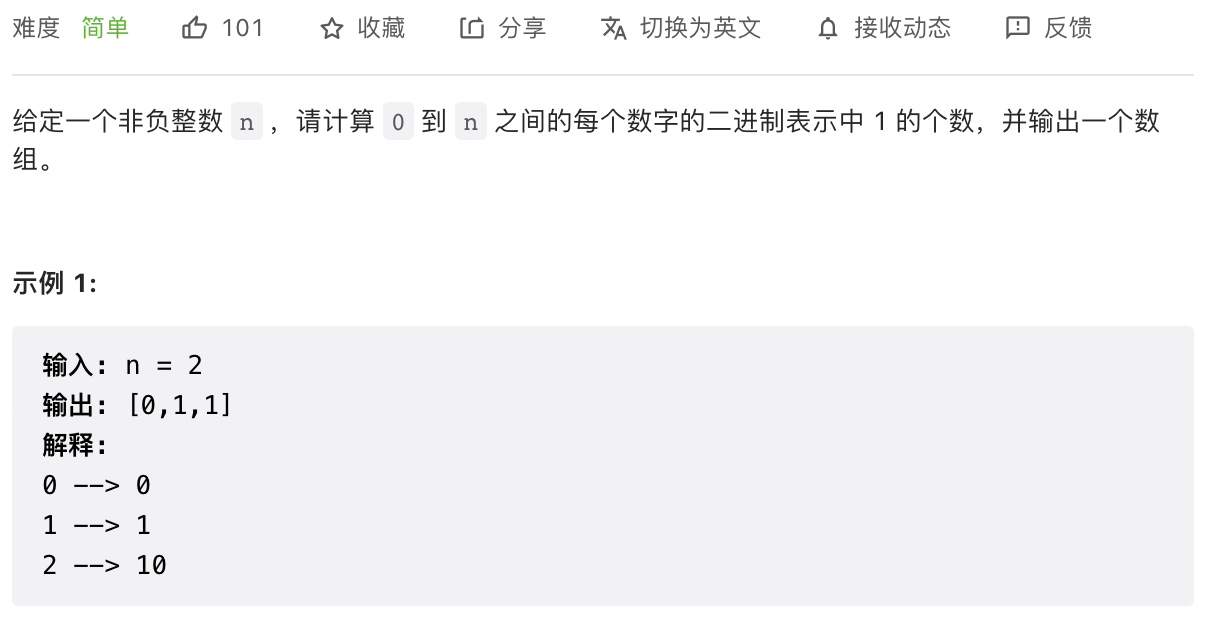 难度 简单 101 收藏 分享 切换为英文 接收动态 反馈
给定一个非负整数 n ，请计算 0 到 n 之间的每个数字的二进制表示中 1 的个数，并输出一个数
组。
示例 1:
输入: n = 2
输出: [0,1,1]
解释:
0 --> 0
1 --> 1
2 --> 10